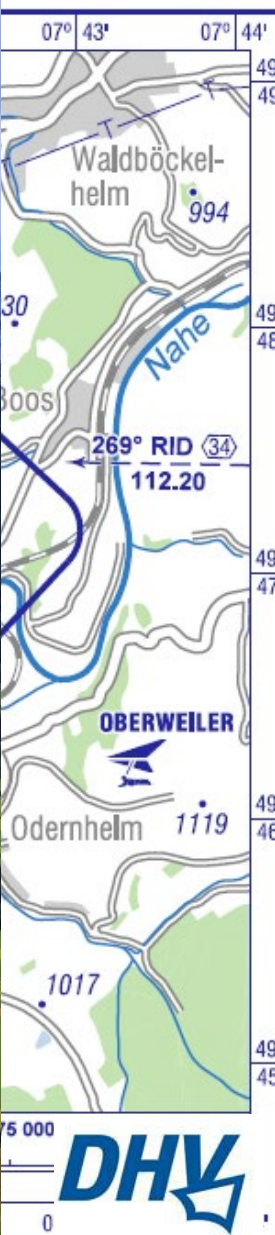 07° 43' 07° 44'
49
49
Waldböckel-
helm
994
30
49
48
Nahe
Boos
269° RID 34
112.20
49
47
OBERWEILER
49
46
Odernheim
1119
1017
49
45
75 000
DHV
0
'